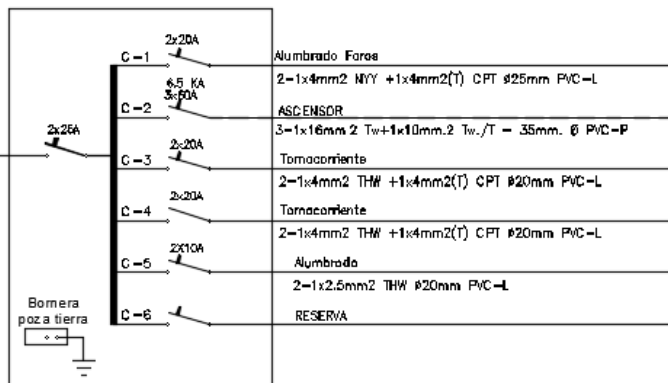 2x25A
C-1 2x20A Alumbrado Faros
2-1x4mm2 NYY +1x4mm2(T) CPT Ø25mm PVC-L
6.5 KA
C-2 3x60A ASCENSOR
3-1x16mm 2 Tw+1x10mm.2 Tw./T - 35mm. Ø PVC-P
C-3 2x20A Tomacorriente
2-1x4mm2 THW +1x4mm2(T) CPT Ø20mm PVC-L
C-4 2x20A Tomacorriente
2-1x4mm2 THW +1x4mm2(T) CPT Ø20mm PVC-L
C-5 2X10A Alumbrado
2-1x2.5mm2 THW Ø20mm PVC-L
C-6 RESERVA
Bornera
poz a tierra